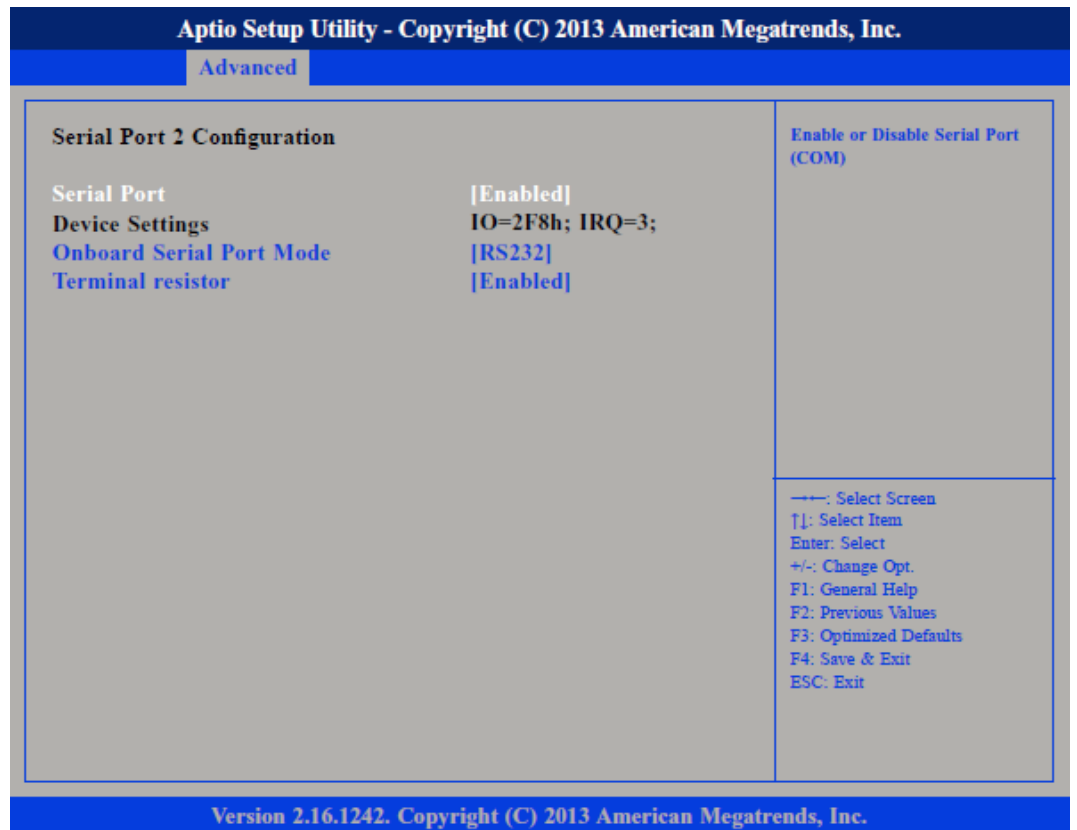 Aptio Setup Utility - Copyright (C) 2013 American Megatrends, Inc.
Advanced
Serial Port 2 Configuration
Serial Port [Enabled]
Device Settings IO=2F8h; IRQ=3;
Onboard Serial Port Mode [RS232]
Terminal resistor [Enabled]
Enable or Disable Serial Port
(COM)
→←: Select Screen
↑↓: Select Item
Enter: Select
+/-: Change Opt.
F1: General Help
F2: Previous Values
F3: Optimized Defaults
F4: Save & Exit
ESC: Exit
Version 2.16.1242. Copyright (C) 2013 American Megatrends, Inc.